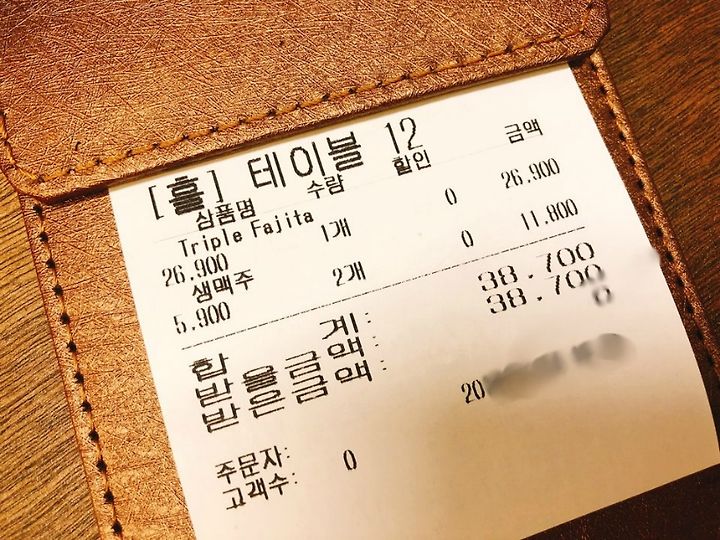 [홀] 테이블 12
상품명 수량 할인 금액
Triple Fajita
26.900 1개 0 26.900
생맥주
5.900 2개 0 11.800
합 계: 38.700
받을금액: 38.700
받은금액: 0
20
주문자:
고객수: 0